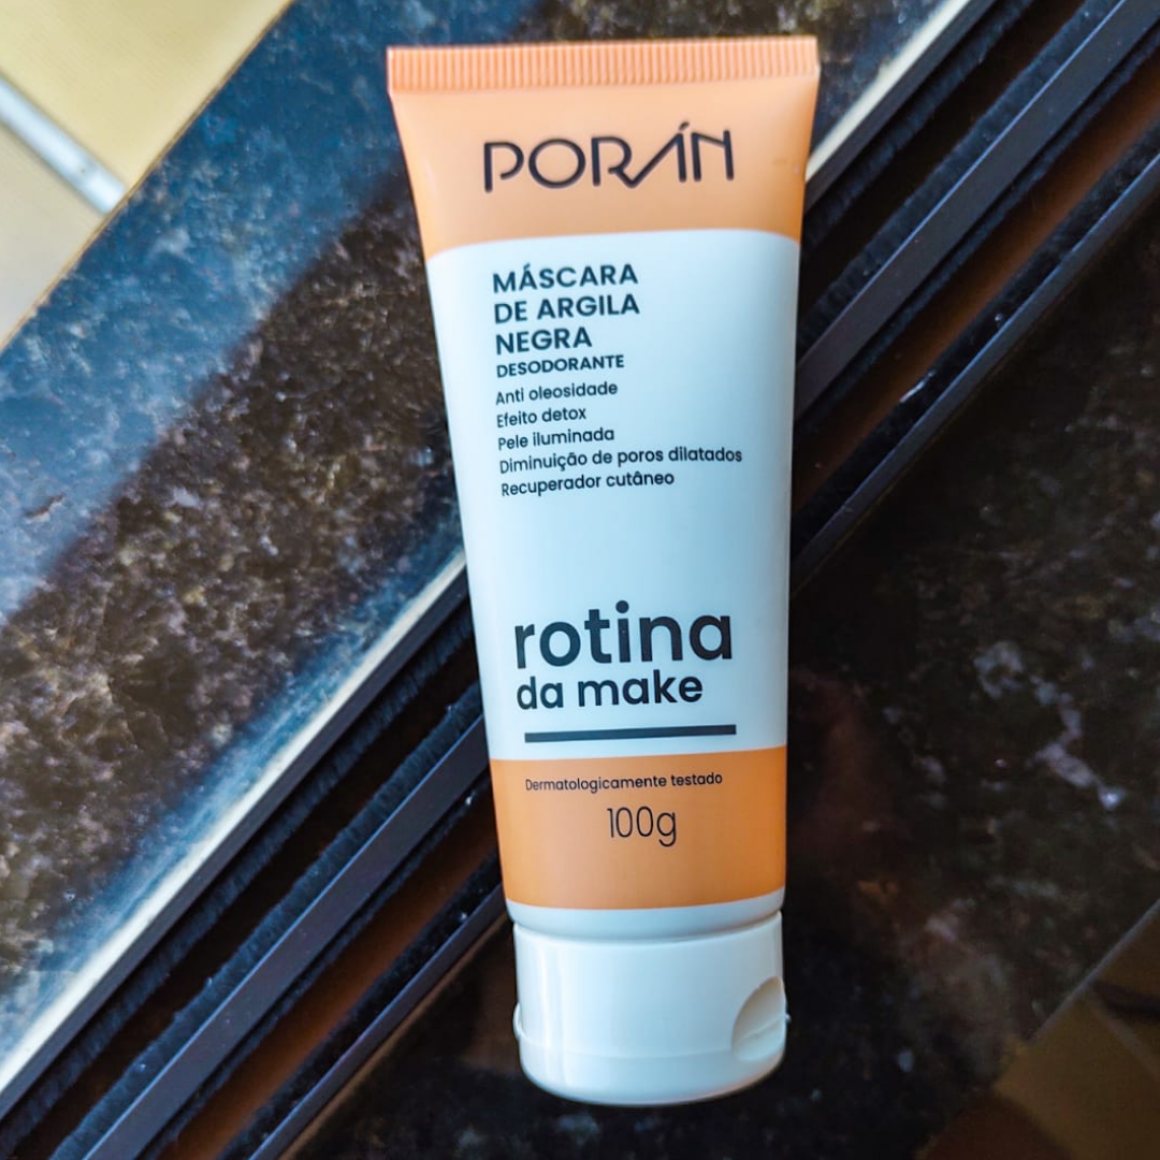 PORÁN
MÁSCARA
DE ARGILA
NEGRA
DESODORANTE
Anti oleosidade
Efeito detox
Pele iluminada
Diminuição de poros dilatados
Recuperador cutâneo
rotina
da make
Dermatologicamente testado
100g